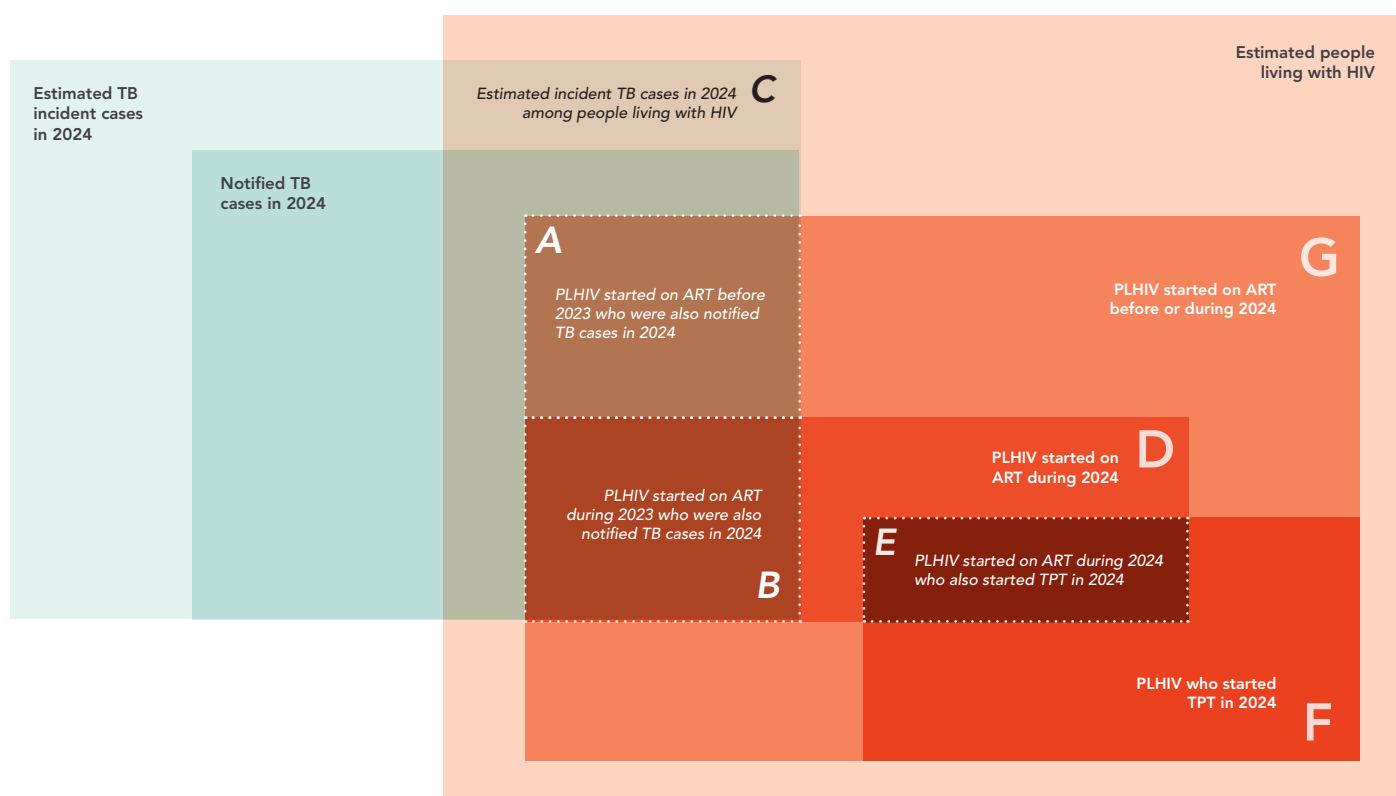 Estimated people
living with HIV
Estimated TB
incident cases
in 2024
Estimated incident TB cases in 2024
among people living with HIV
C
Notified TB
cases in 2024
A
PLHIV started on ART before
2023 who were also notified
TB cases in 2024
G
PLHIV started on ART
before or during 2024
PLHIV started on
ART during 2024
D
PLHIV started on ART
during 2023 who were also
notified TB cases in 2024
B
E
PLHIV started on ART during 2024
who also started TPT in 2024
PLHIV who started
TPT in 2024
F